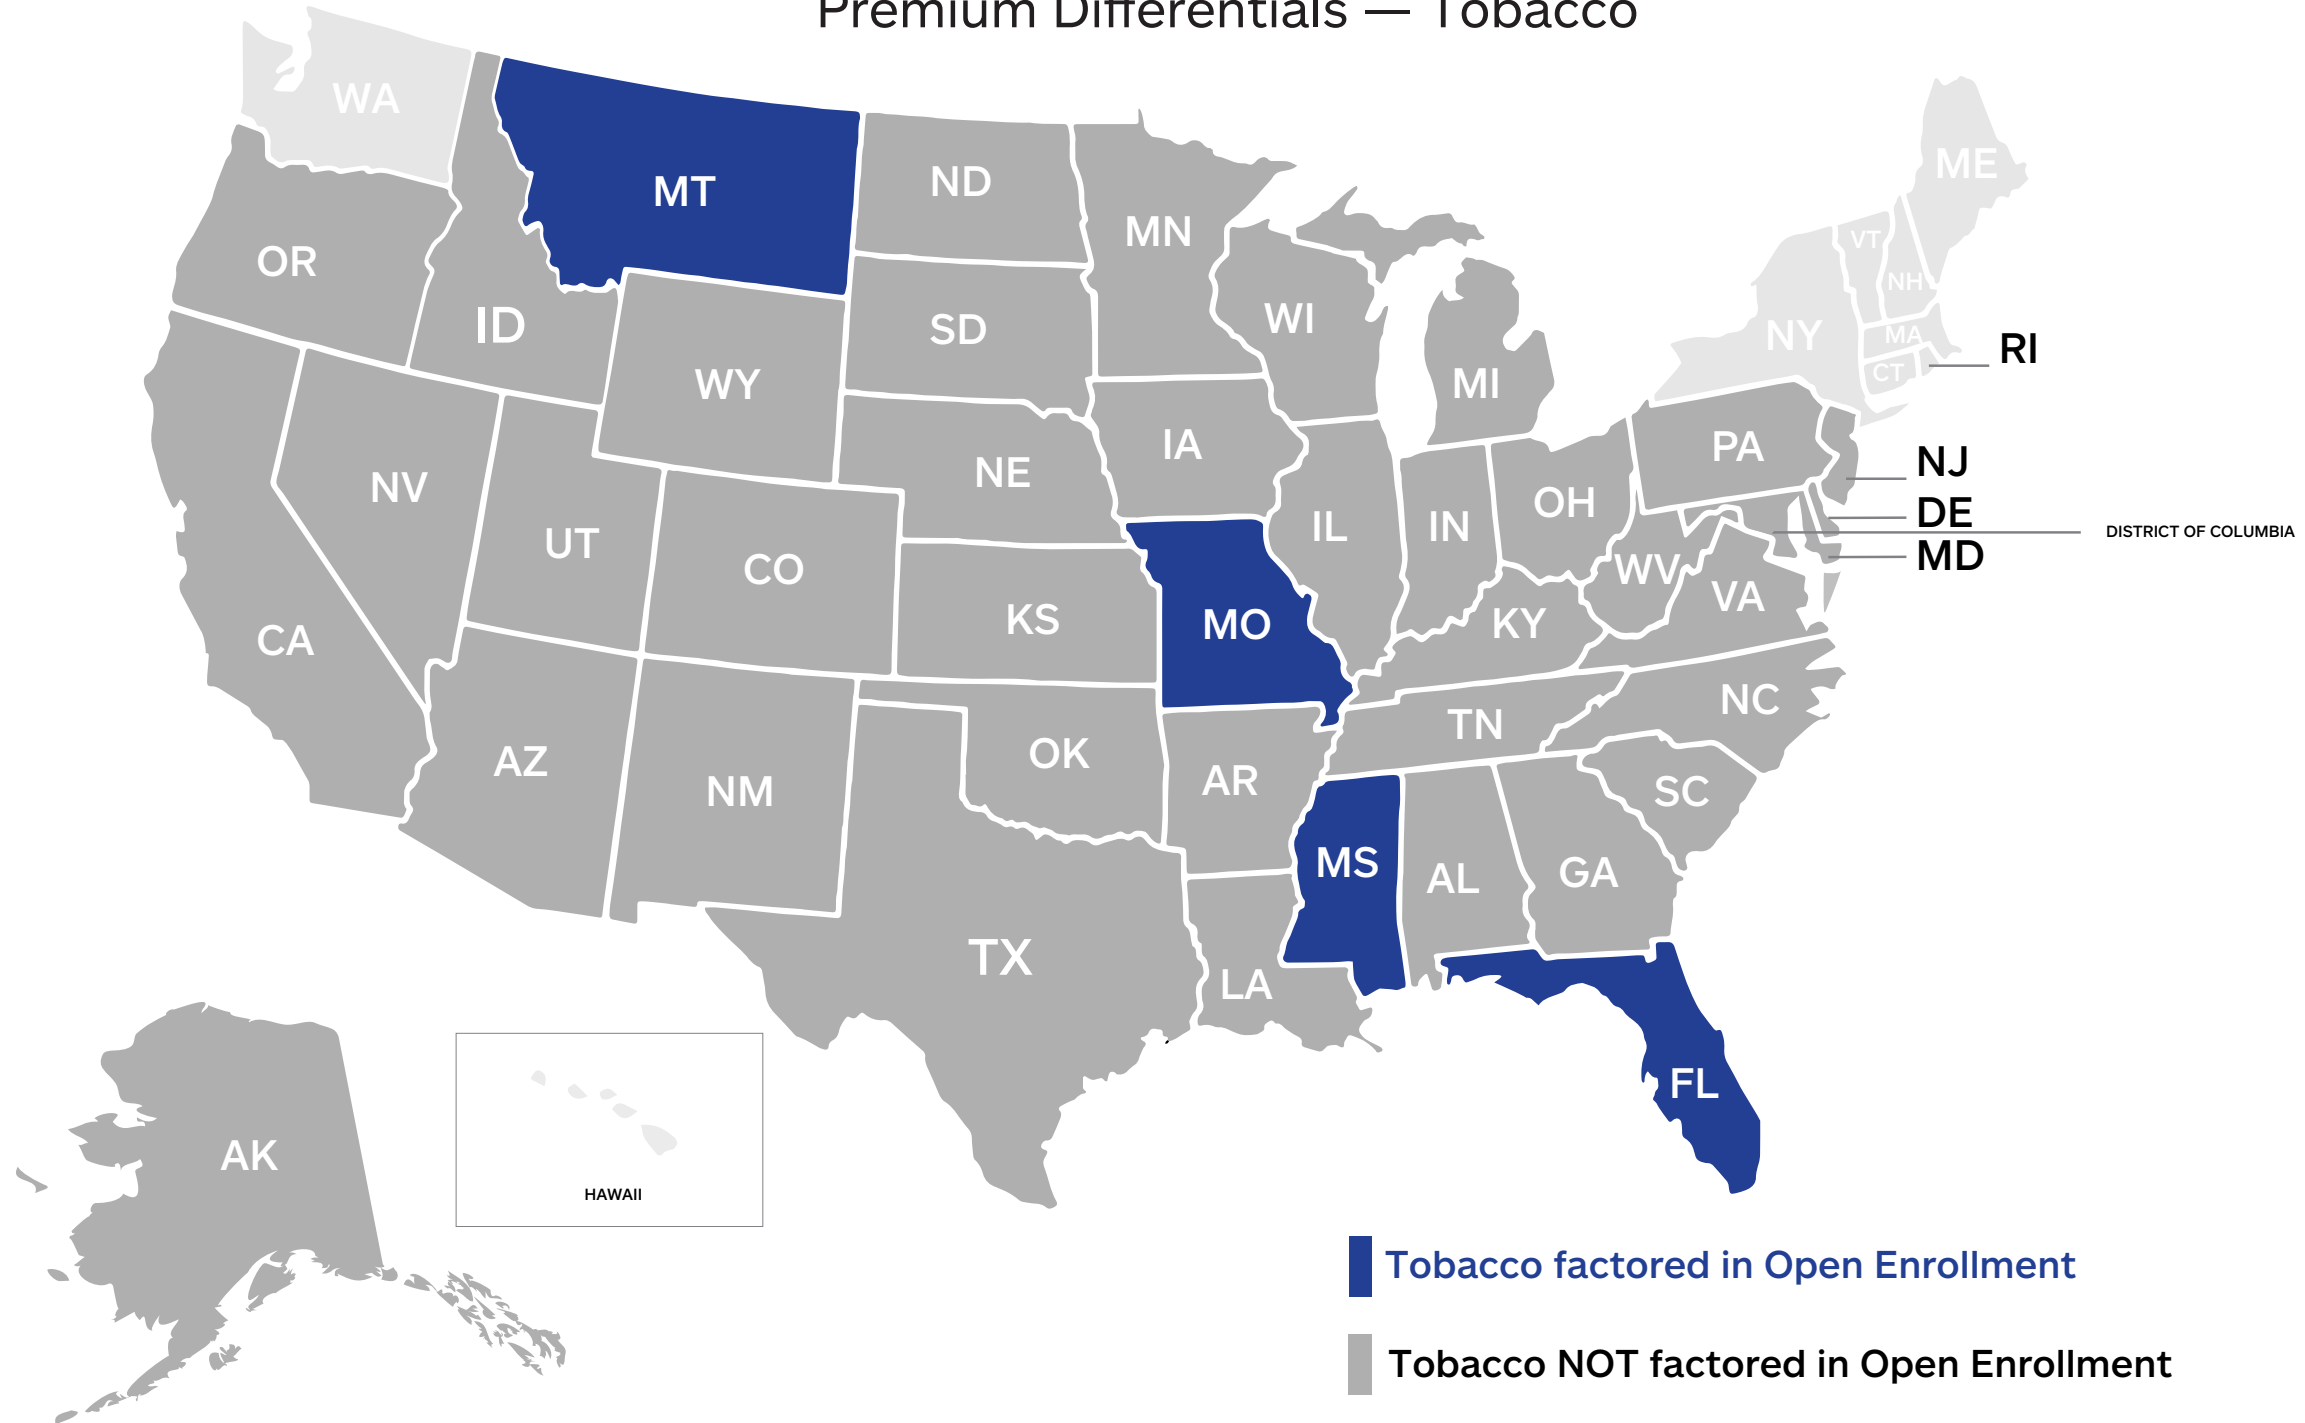 Premium Differentials — Tobacco
WA
MT
ND
MN
ME
OR
ID
SD
WI
VT
NH
NY
MA
RI
CT
WY
MI
IA
PA
NJ
NV
NE
UT
CO
IL
IN
OH
DE
DISTRICT OF COLUMBIA
MD
WV
VA
CA
KS
MO
KY
NC
TN
AZ
NM
OK
AR
SC
MS
AL
GA
TX
LA
FL
AK
HAWAII
Tobacco factored in Open Enrollment
Tobacco NOT factored in Open Enrollment